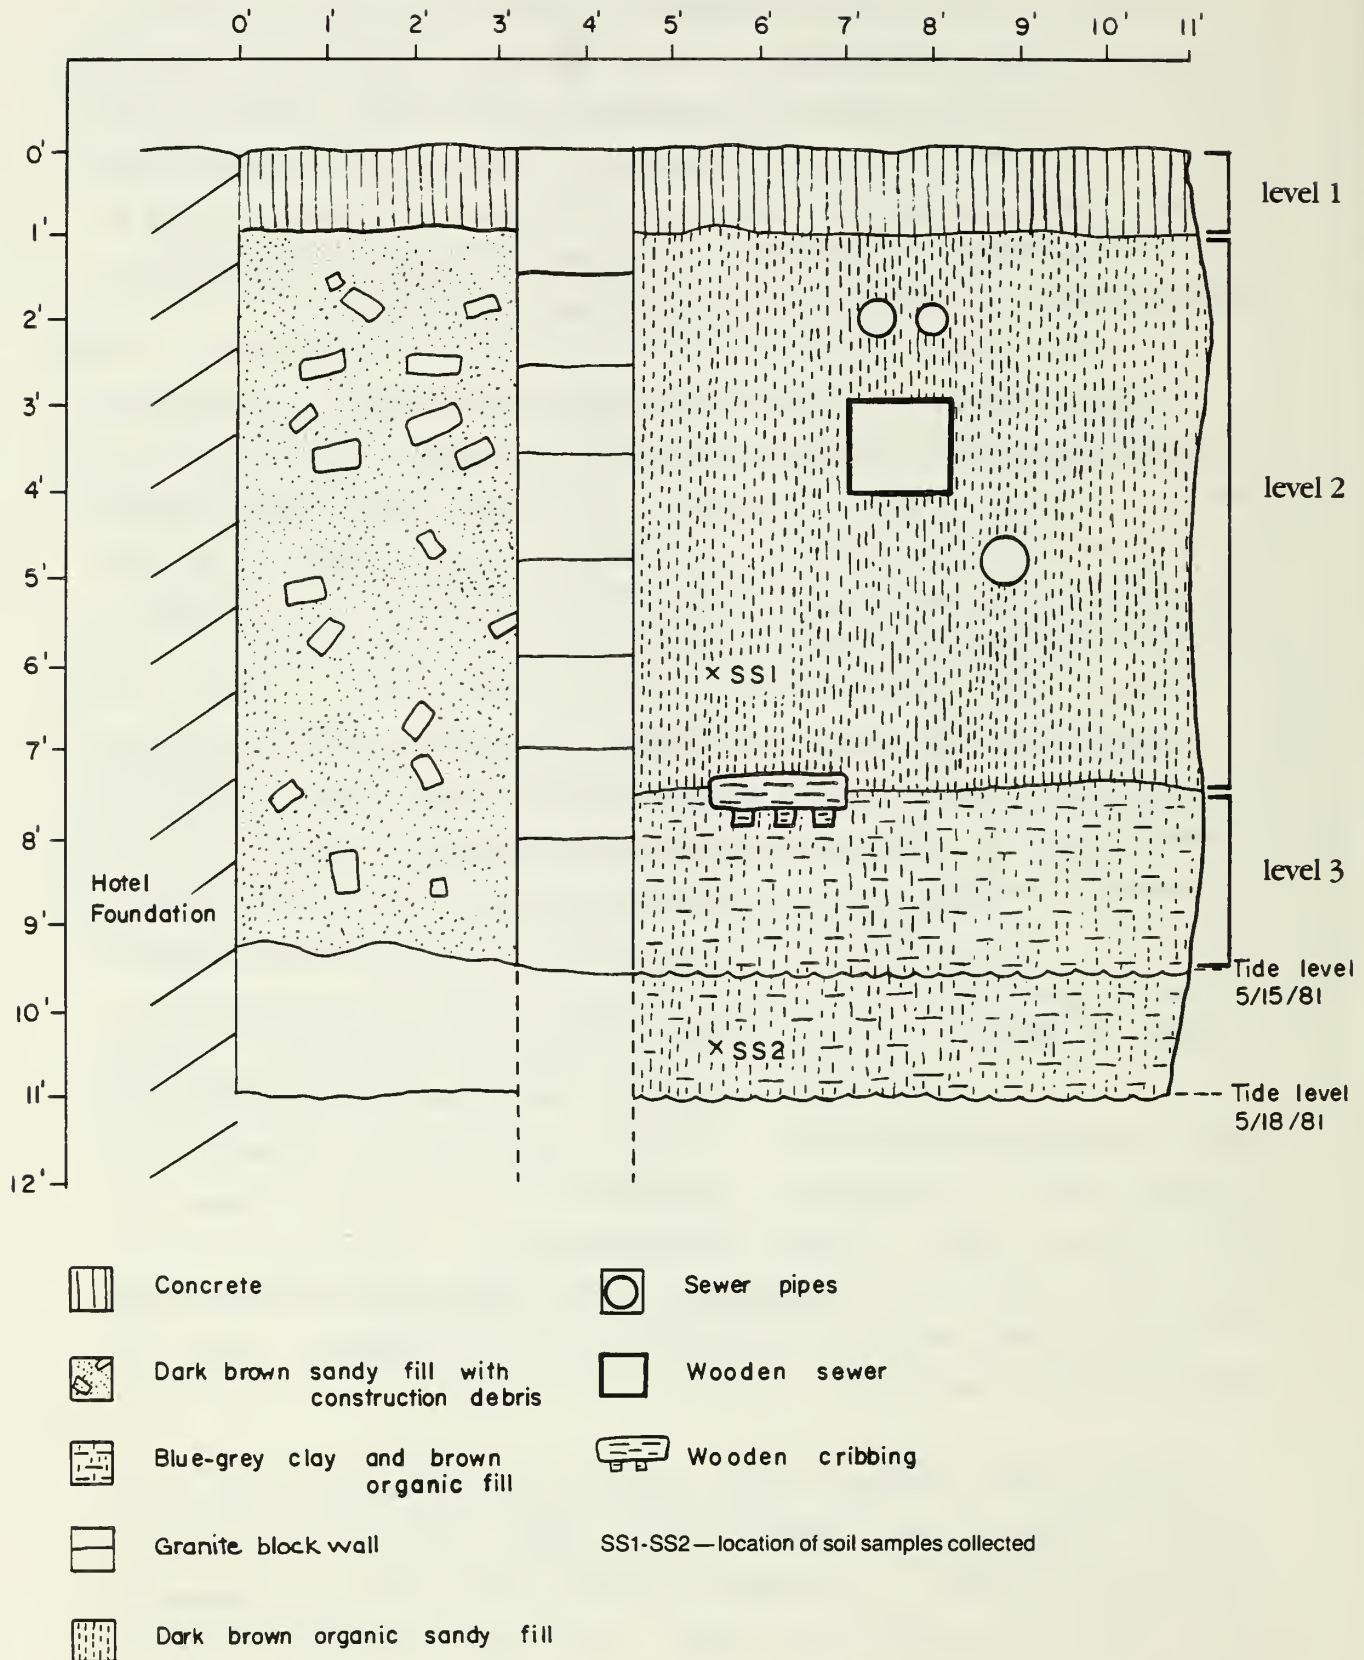 0' 1' 2' 3' 4' 5' 6' 7' 8' 9' 10' 11'
0'
1'
2'
3'
4'
5'
6'
7'
8'
9'
10'
11'
12'
level 1
level 2
level 3
× SS1
× SS2
Hotel
Foundation
Tide level
5/15/81
Tide level
5/18/81
Concrete
Dark brown sandy fill with
construction debris
Blue-grey clay and brown
organic fill
Granite block wall
Dark brown organic sandy fill
Sewer pipes
Wooden sewer
Wooden cribbing
SS1-SS2—location of soil samples collected